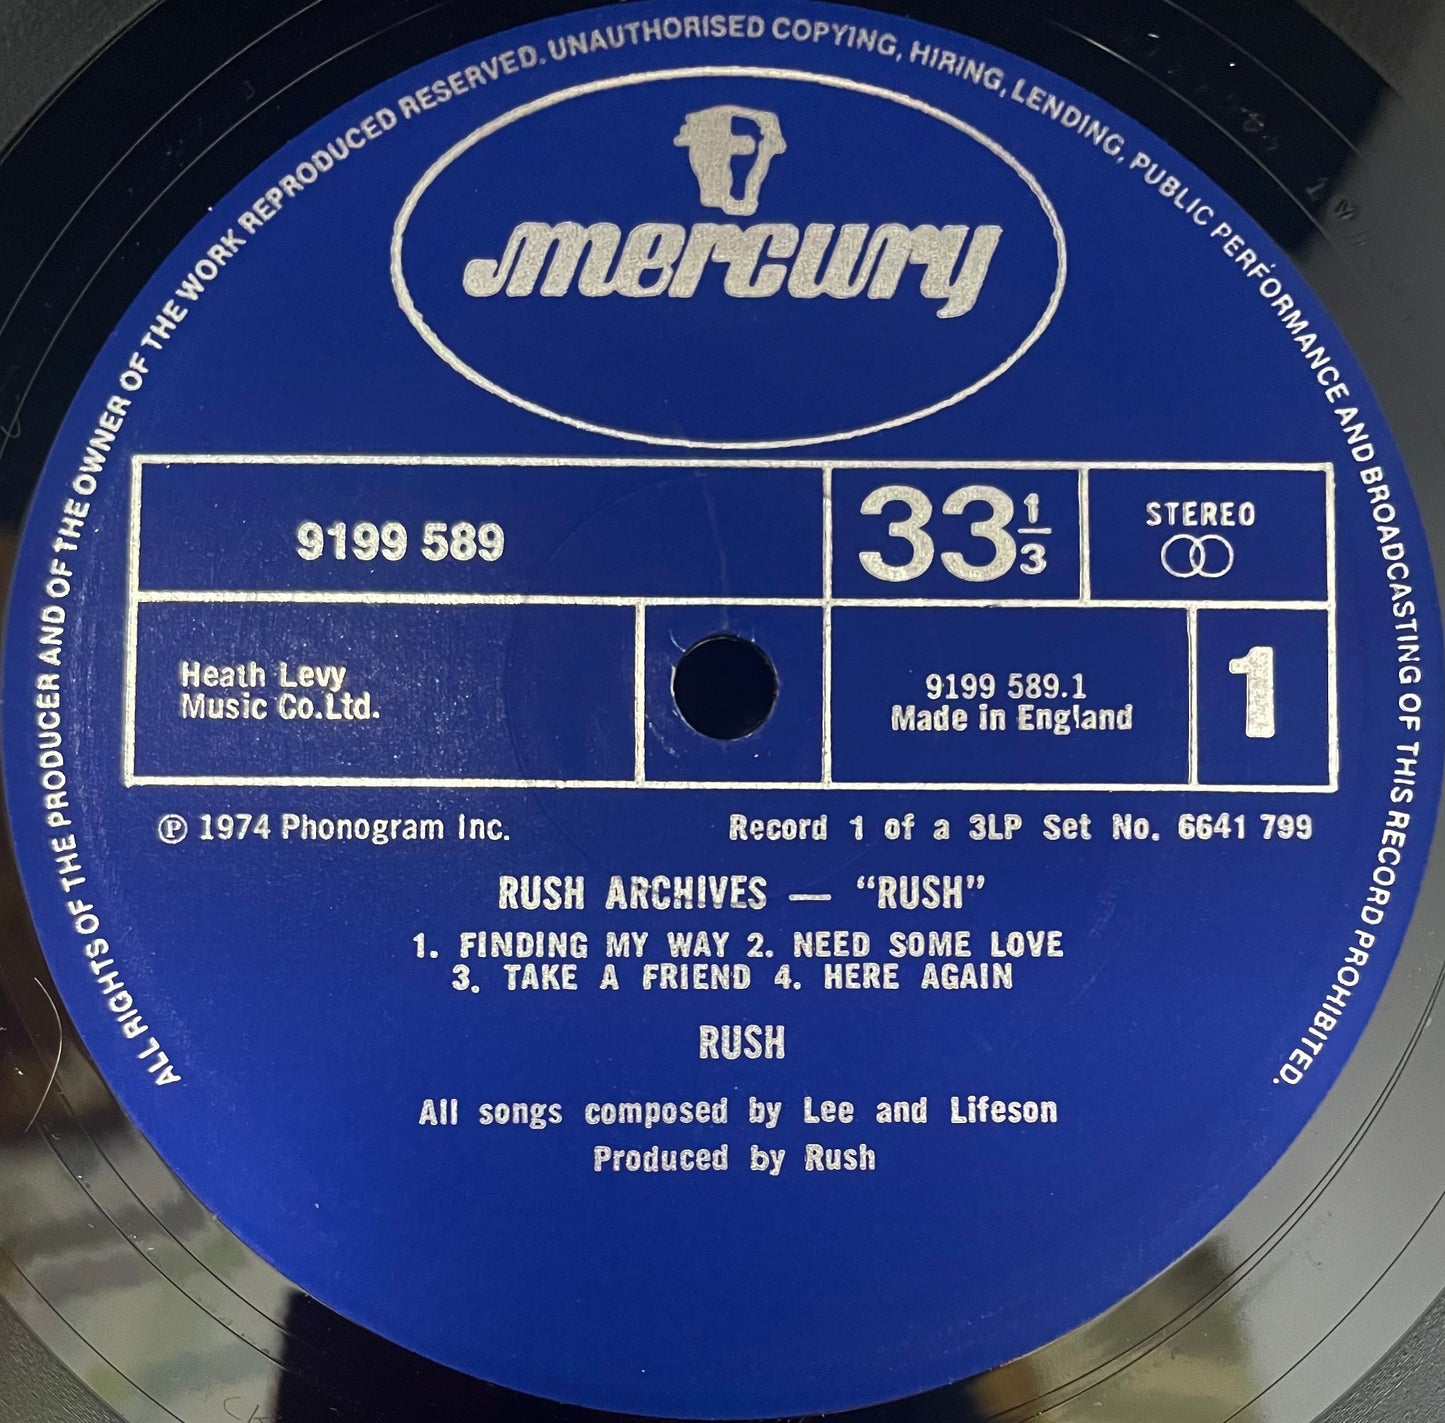 ALL RIGHTS OF THE PRODUCER AND OF THE OWNER OF THE WORK REPRODUCED RESERVED. UNAUTHORISED COPYING, HIRING, LENDING, PUBLIC PERFORMANCE AND BROADCASTING OF THIS RECORD PROHIBITED.
mercury
9199 589
33 1/3
STEREO
Heath Levy
Music Co.Ltd.
9199 589.1
Made in England
1
℗ 1974 Phonogram Inc.
Record 1 of a 3LP Set No. 6641 799
RUSH ARCHIVES — “RUSH”
1. FINDING MY WAY 2. NEED SOME LOVE
3. TAKE A FRIEND 4. HERE AGAIN
RUSH
All songs composed by Lee and Lifeson
Produced by Rush